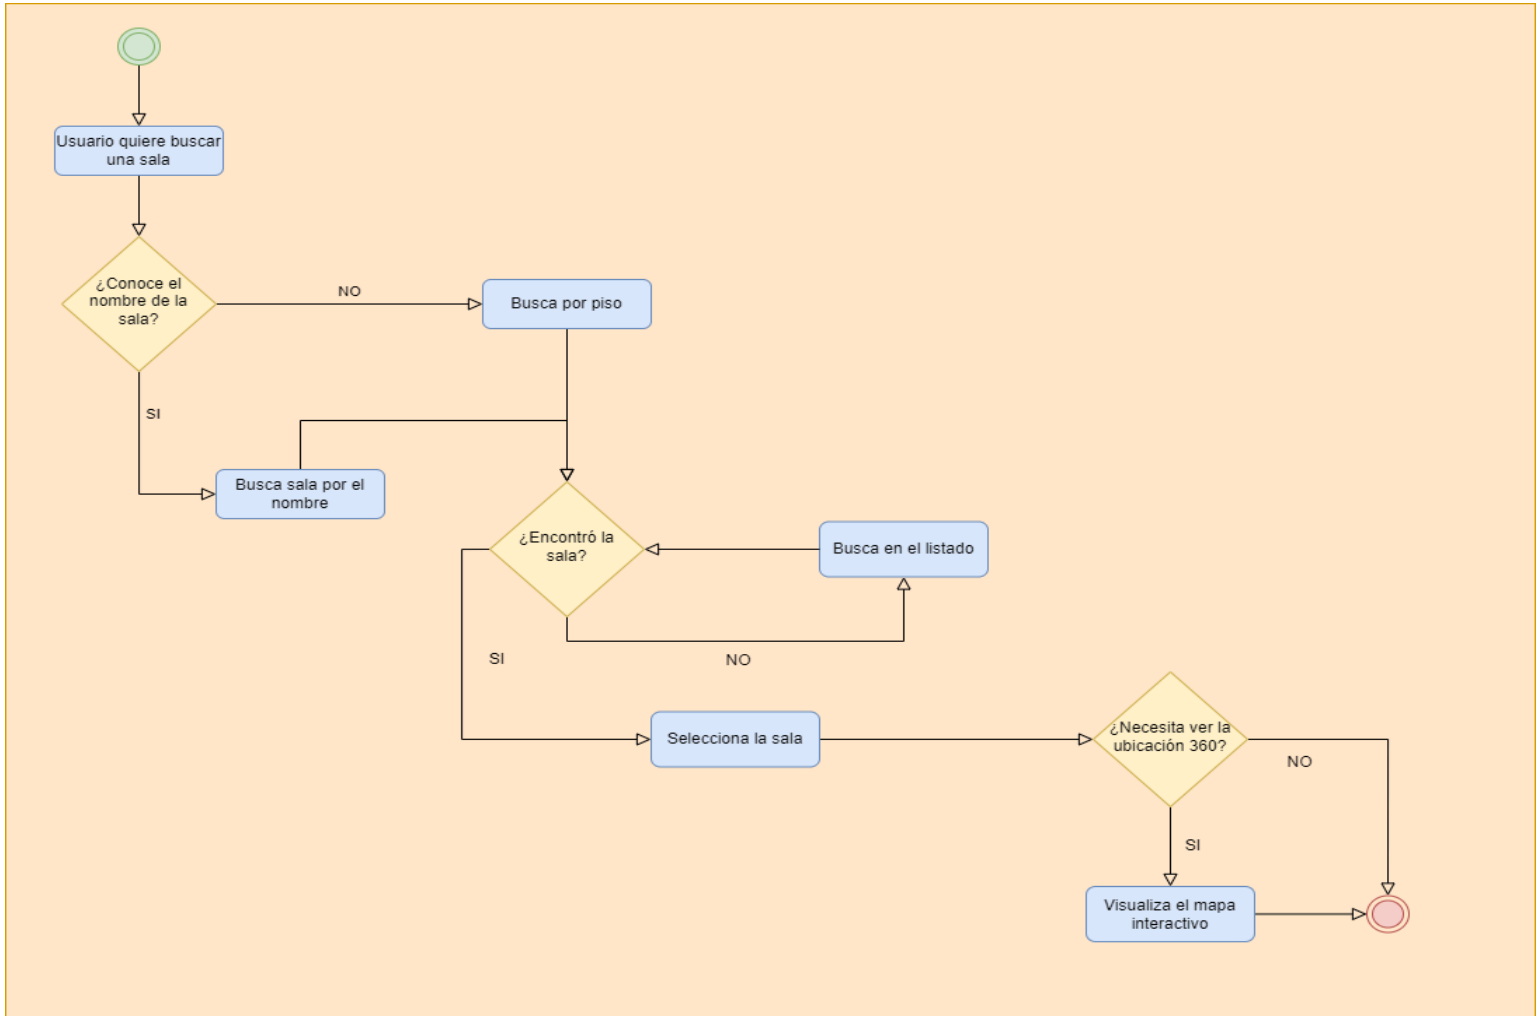 Usuario quiere buscar
una sala
¿Conoce el
nombre de la
sala?
NO
Busca por piso
SI
Busca sala por el
nombre
¿Encontró la
sala?
Busca en el listado
SI
NO
Selecciona la sala
¿Necesita ver la
ubicación 360?
NO
SI
Visualiza el mapa
interactivo